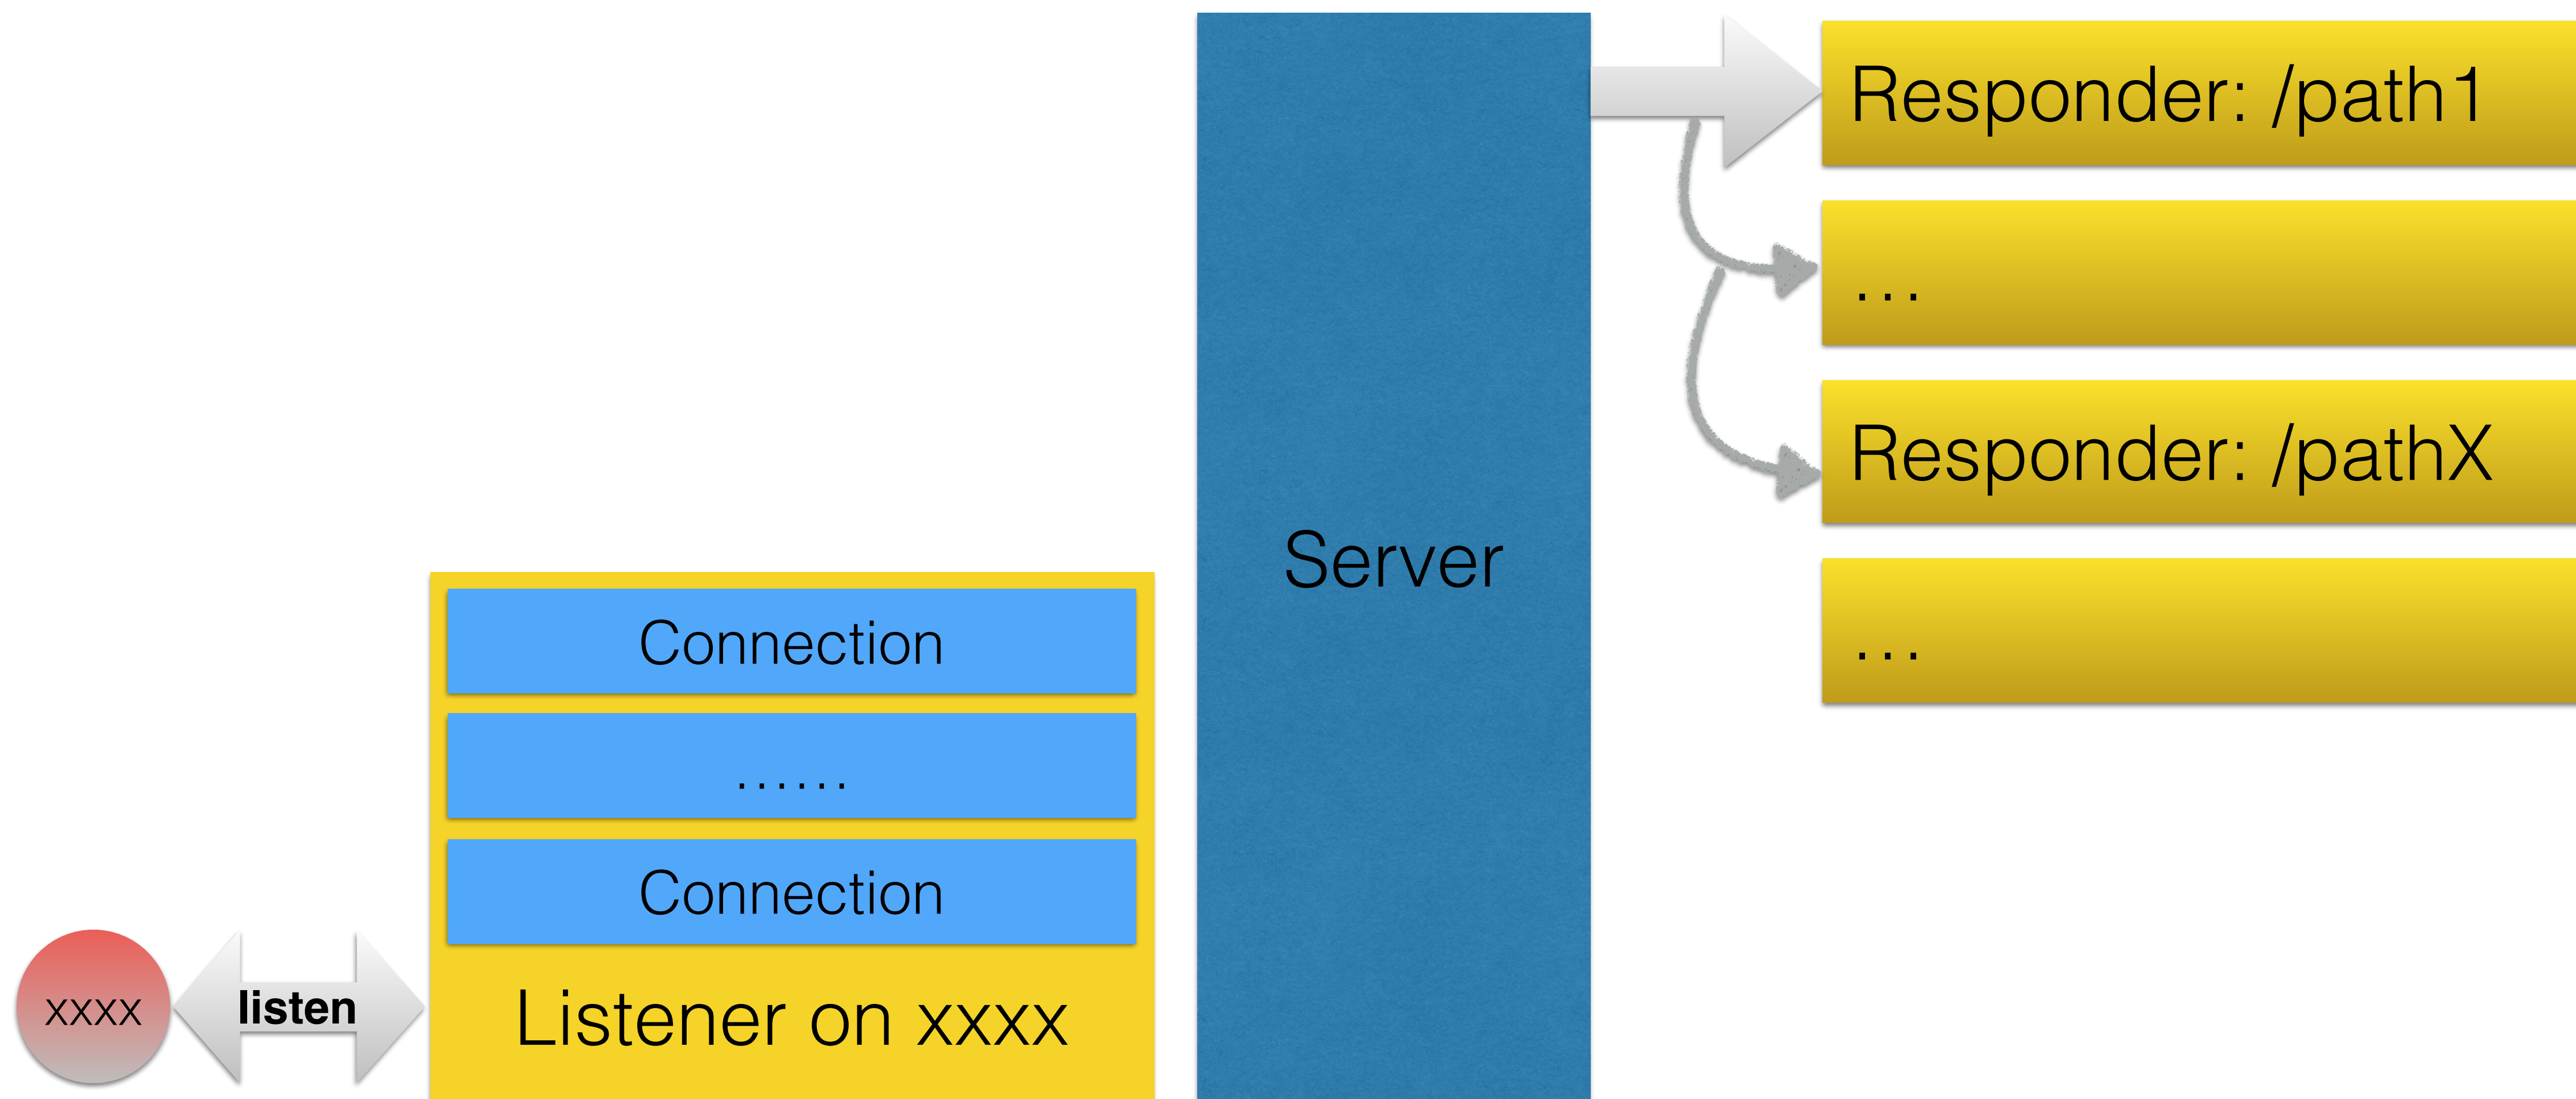 Responder: /path1
...
Responder: /pathX
...
Server
Connection
......
Connection
Listener on xxxx
xxxx
listen